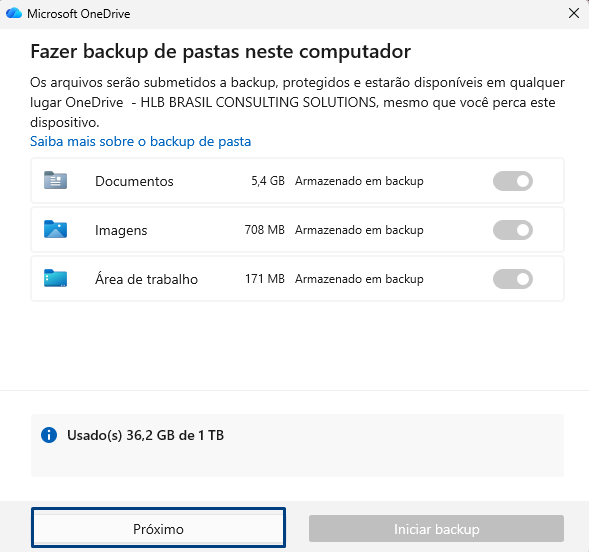 Microsoft OneDrive
Fazer backup de pastas neste computador
Os arquivos serão submetidos a backup, protegidos e estarão disponíveis em qualquer
lugar OneDrive - HLB BRASIL CONSULTING SOLUTIONS, mesmo que você perca este
dispositivo.
Saiba mais sobre o backup de pasta
Documentos 5,4 GB Armazenado em backup
Imagens 708 MB Armazenado em backup
Área de trabalho 171 MB Armazenado em backup
Usado(s) 36,2 GB de 1 TB
Próximo Iniciar backup